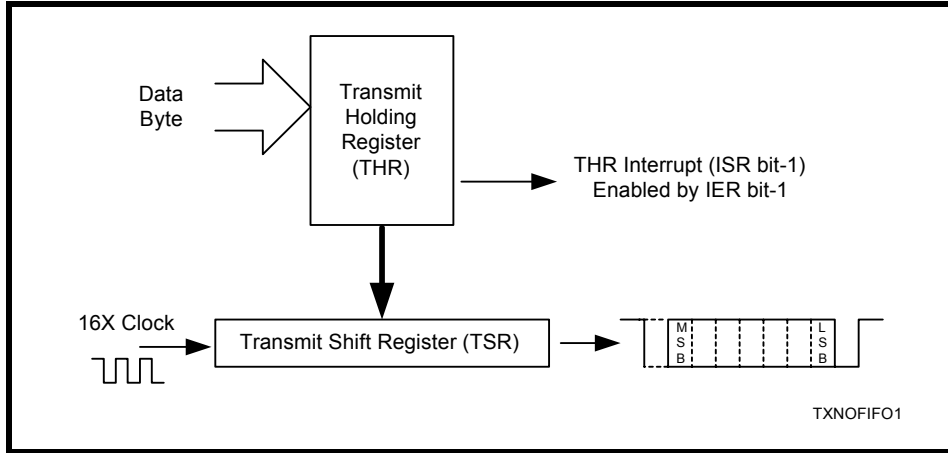 Data
Byte
Transmit
Holding
Register
(THR)
THR Interrupt (ISR bit-1)
Enabled by IER bit-1
16X Clock
Transmit Shift Register (TSR)
M
S
B
L
S
B
TXNOFIFO1